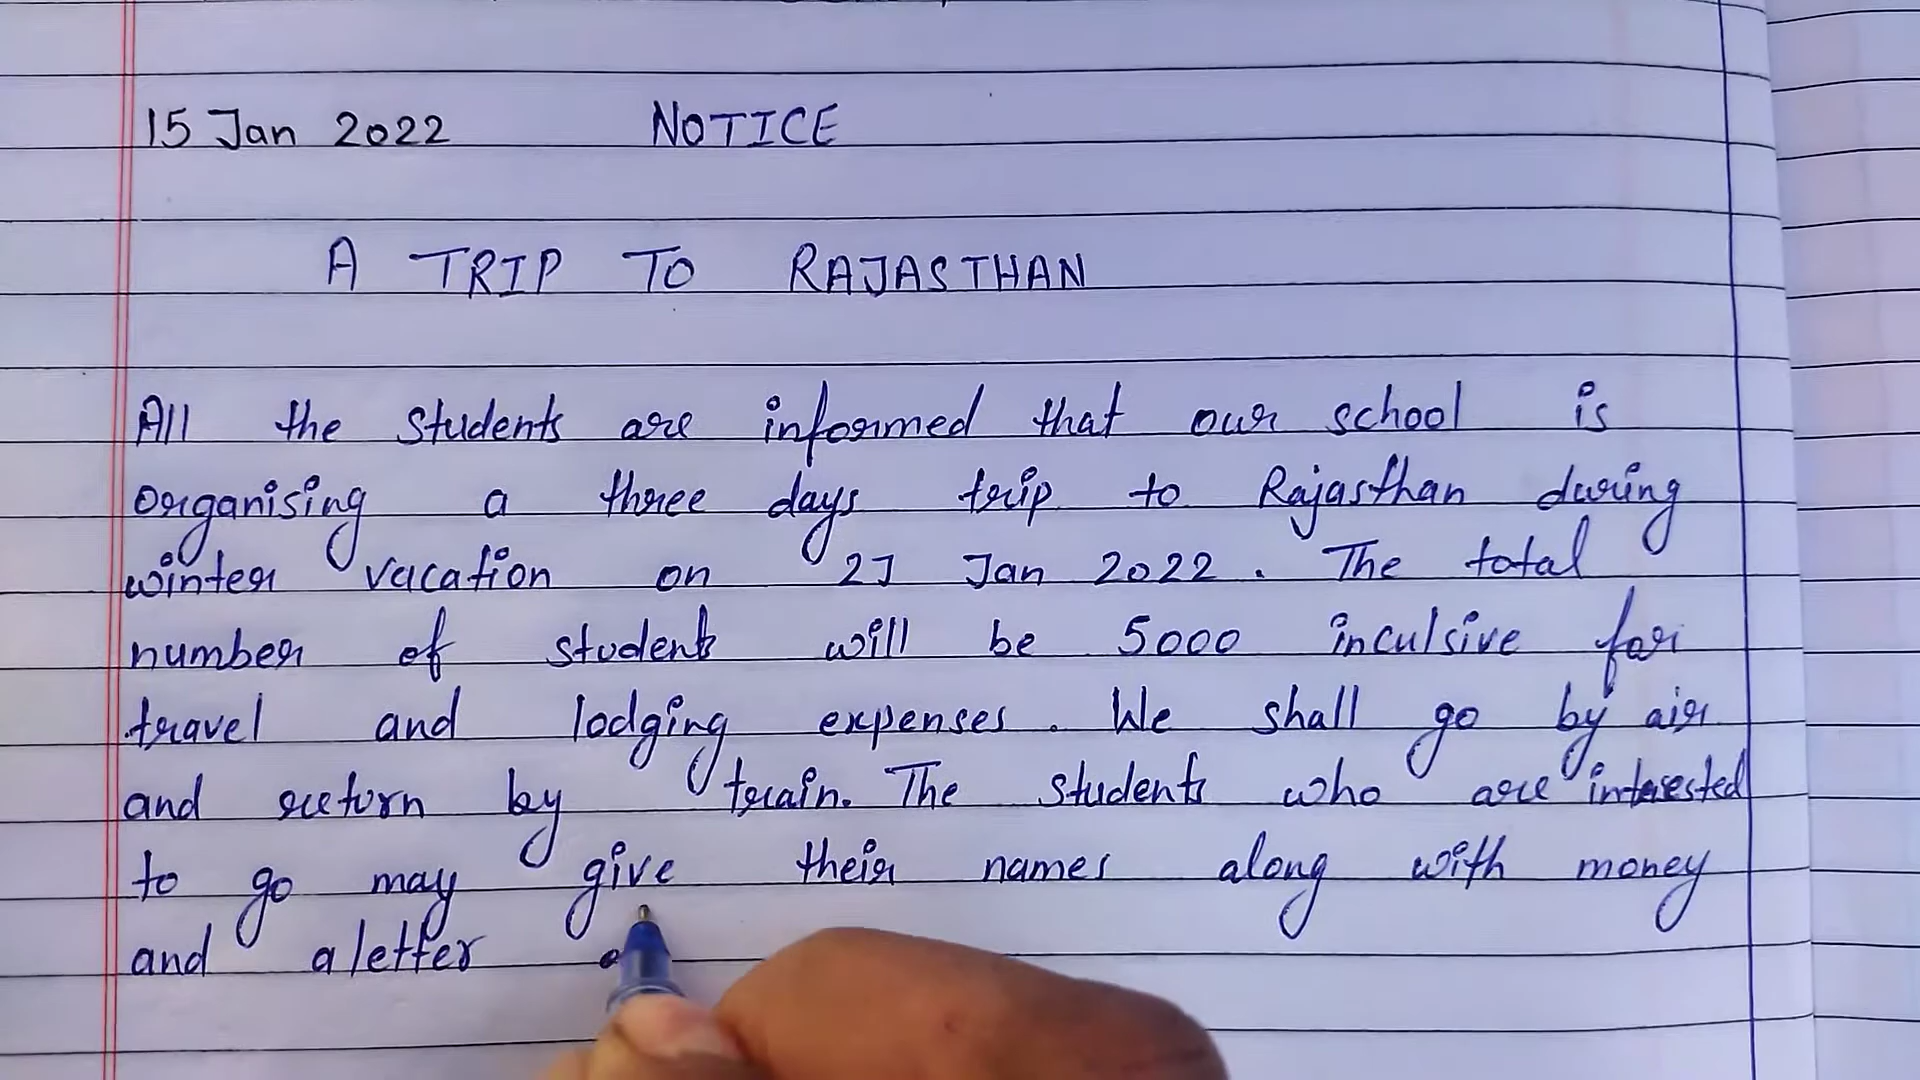 15 Jan 2022 NOTICE
A TRIP TO RAJASTHAN
All the students are informed that our school is
organising a three days trip to Rajasthan during
winter vacation on Jan 2022. The total
number of students will be 5000 inculsive for
travel and lodging expenses. We shall go by air
and return by train. The students who are interested
to go may give their names along with money
and a letter